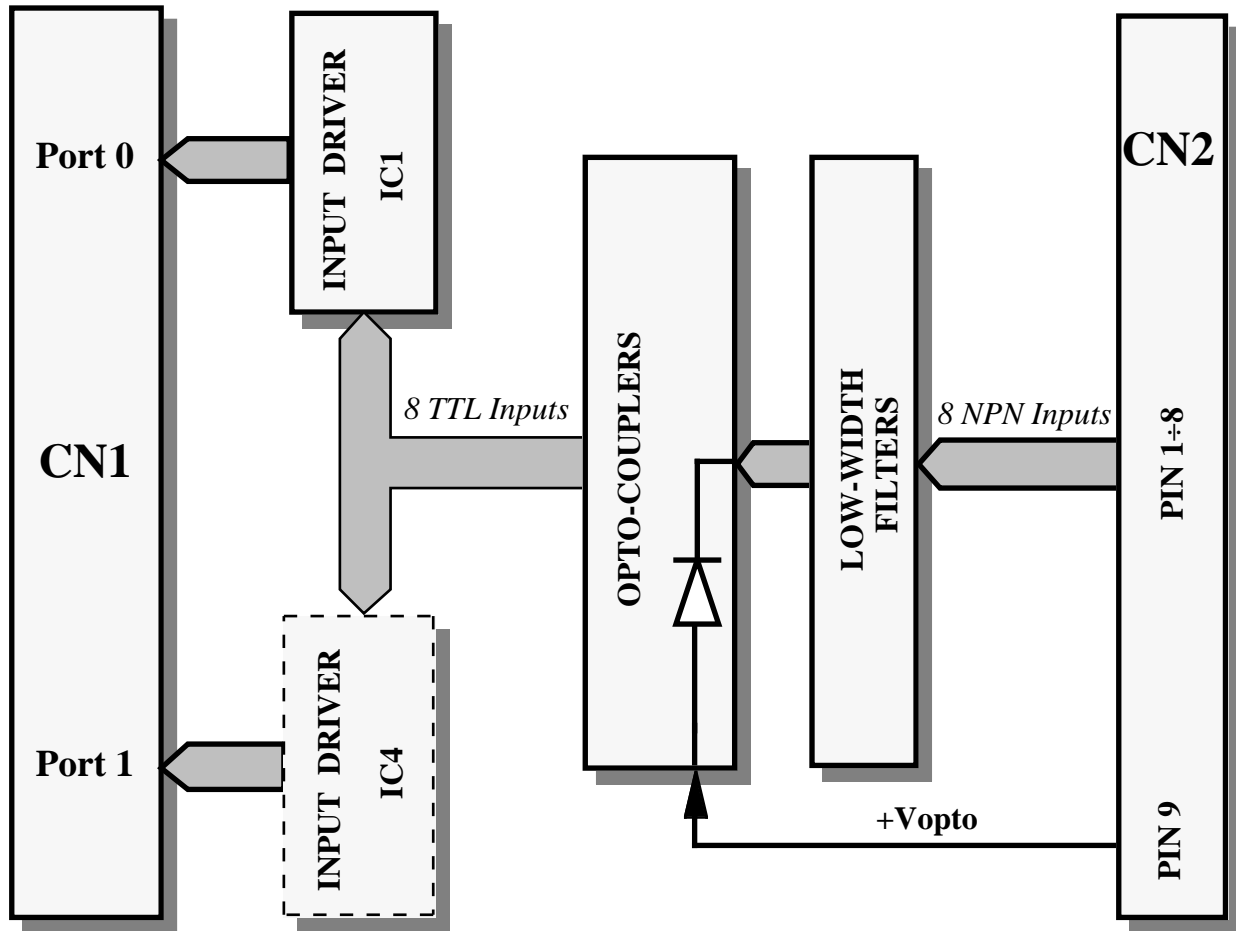 CN1
Port 0
Port 1
INPUT DRIVER
IC1
INPUT DRIVER
IC4
8 TTL Inputs
OPTO-COUPLERS
LOW-WIDTH
FILTERS
8 NPN Inputs
+Vopto
CN2
PIN 1÷8
PIN 9